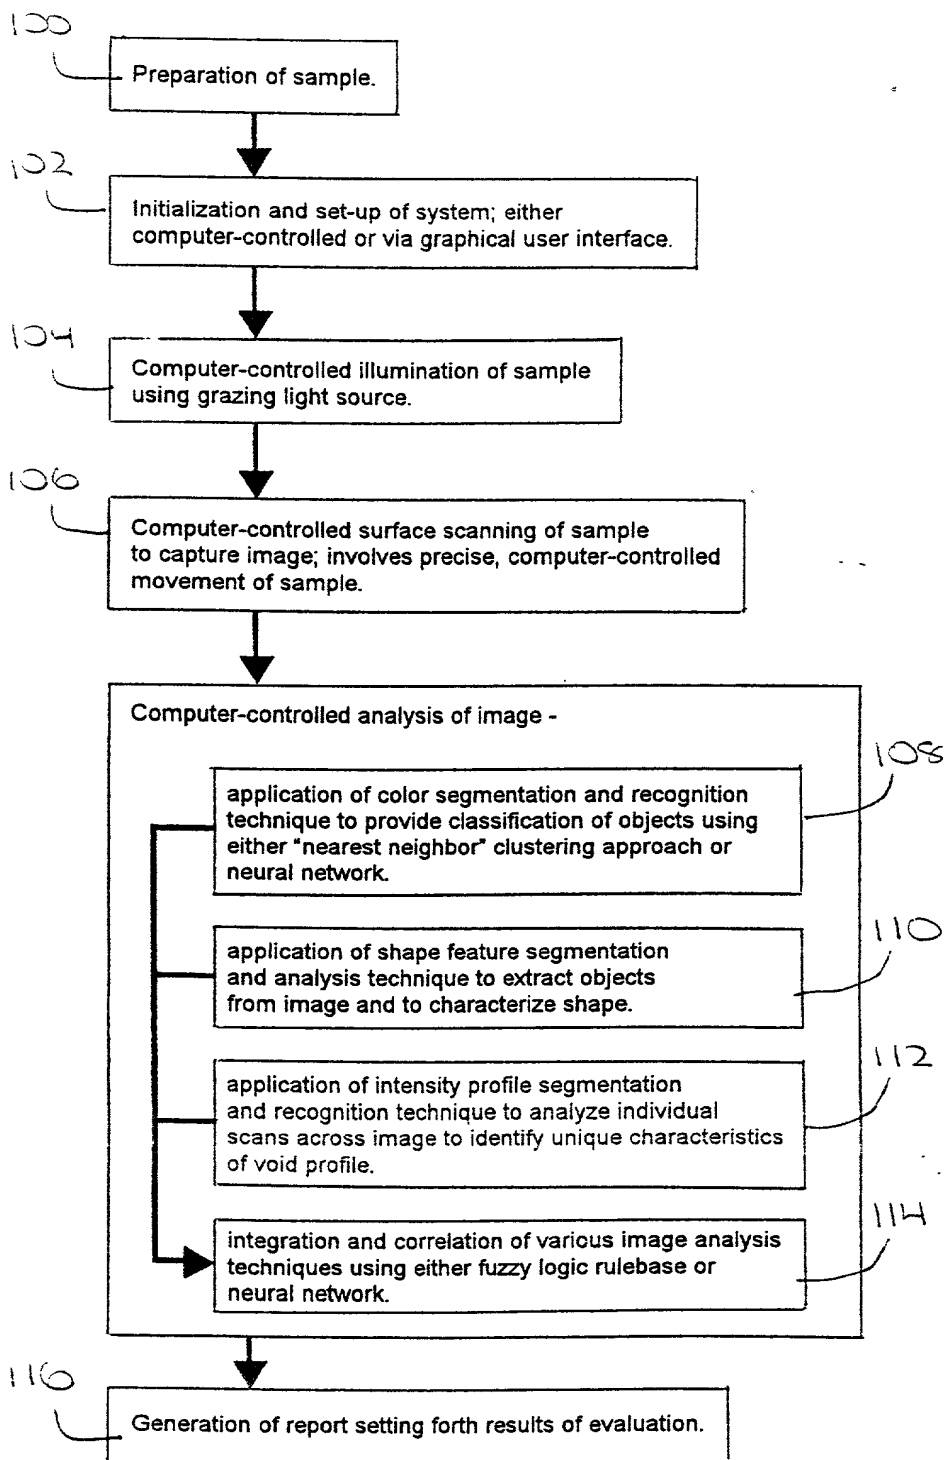 100
Preparation of sample.
102
Initialization and set-up of system; either
computer-controlled or via graphical user interface.
104
Computer-controlled illumination of sample
using grazing light source.
106
Computer-controlled surface scanning of sample
to capture image; involves precise, computer-controlled
movement of sample.
Computer-controlled analysis of image -
108
application of color segmentation and recognition
technique to provide classification of objects using
either "nearest neighbor" clustering approach or
neural network.
110
application of shape feature segmentation
and analysis technique to extract objects
from image and to characterize shape.
112
application of intensity profile segmentation
and recognition technique to analyze individual
scans across image to identify unique characteristics
of void profile.
114
integration and correlation of various image analysis
techniques using either fuzzy logic rulebase or
neural network.
116
Generation of report setting forth results of evaluation.